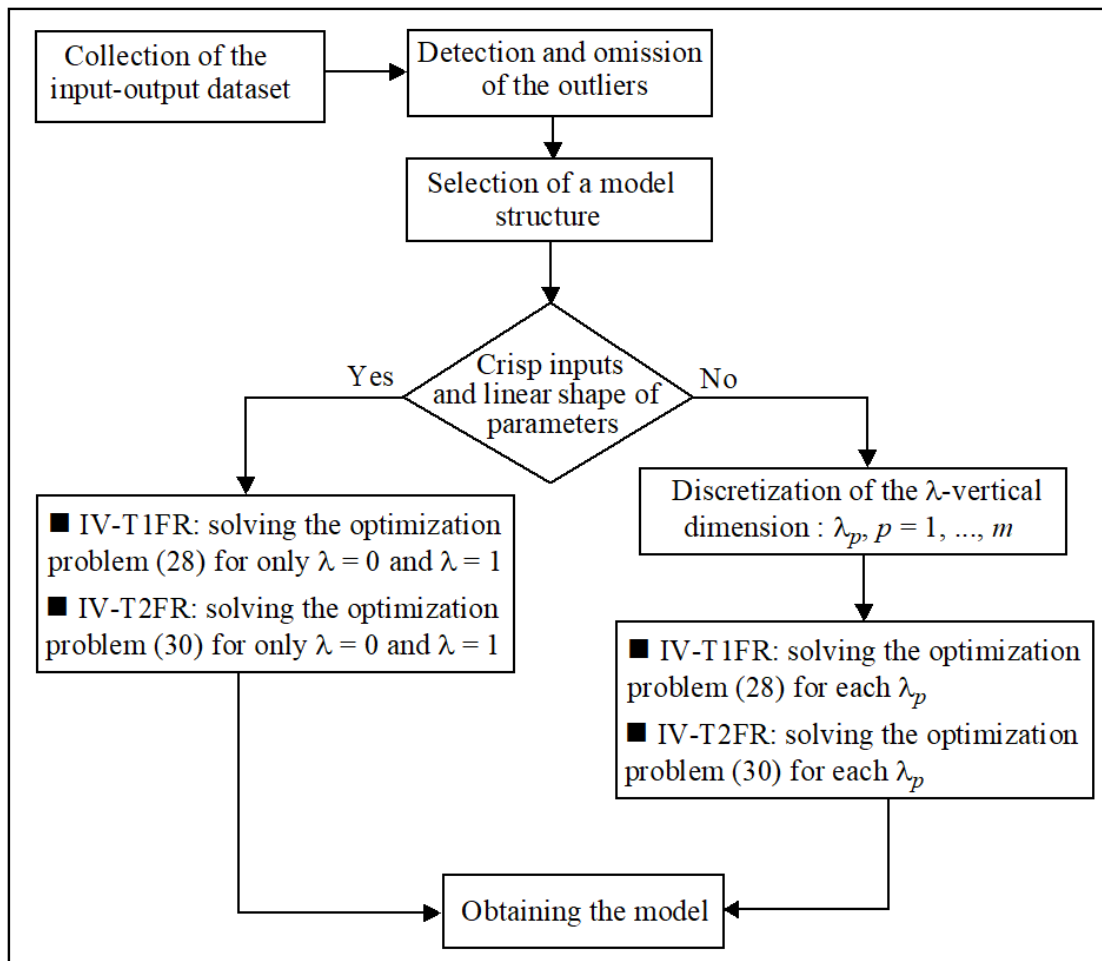 Collection of the
input-output dataset
Detection and omission
of the outliers
Selection of a model
structure
Crisp inputs
and linear shape of
parameters
Yes
No
■ IV-T1FR: solving the optimization
problem (28) for only λ = 0 and λ = 1
■ IV-T2FR: solving the optimization
problem (30) for only λ = 0 and λ = 1
Discretization of the λ-vertical
dimension : λp, p = 1, ..., m
■ IV-T1FR: solving the optimization
problem (28) for each λp
■ IV-T2FR: solving the optimization
problem (30) for each λp
Obtaining the model